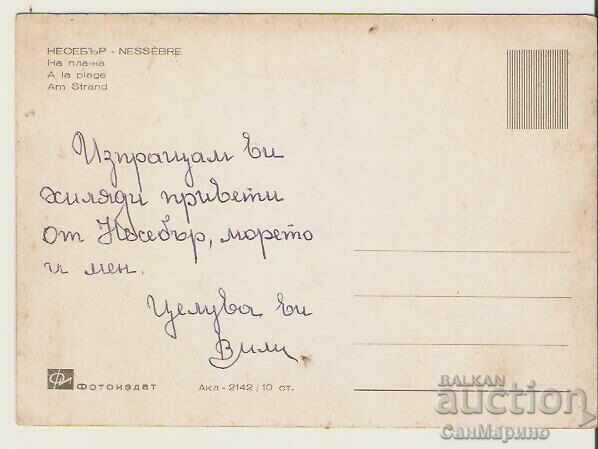 НЕСЕБЪР - NESSÈBRE
На плажа
A la plage
Am Strand
Изпращам ви
хиляди привети
от Несебър, морето
и мен.
Целува ви
Вили
Фотоиздат
Акл - 2142 / 10 ст.
BALKAN
auction
СанМарино